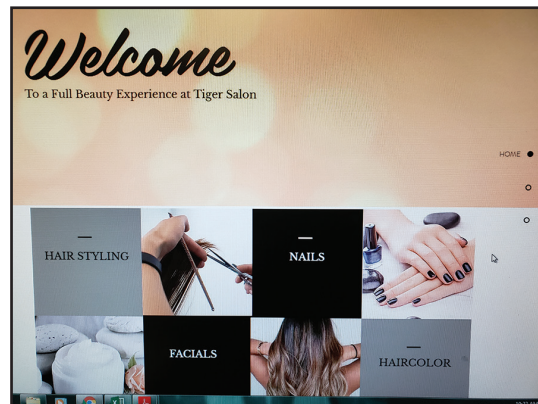 Welcome
To a Full Beauty Experience at Tiger Salon
HOME
HAIR STYLING
NAILS
FACIALS
HAIRCOLOR